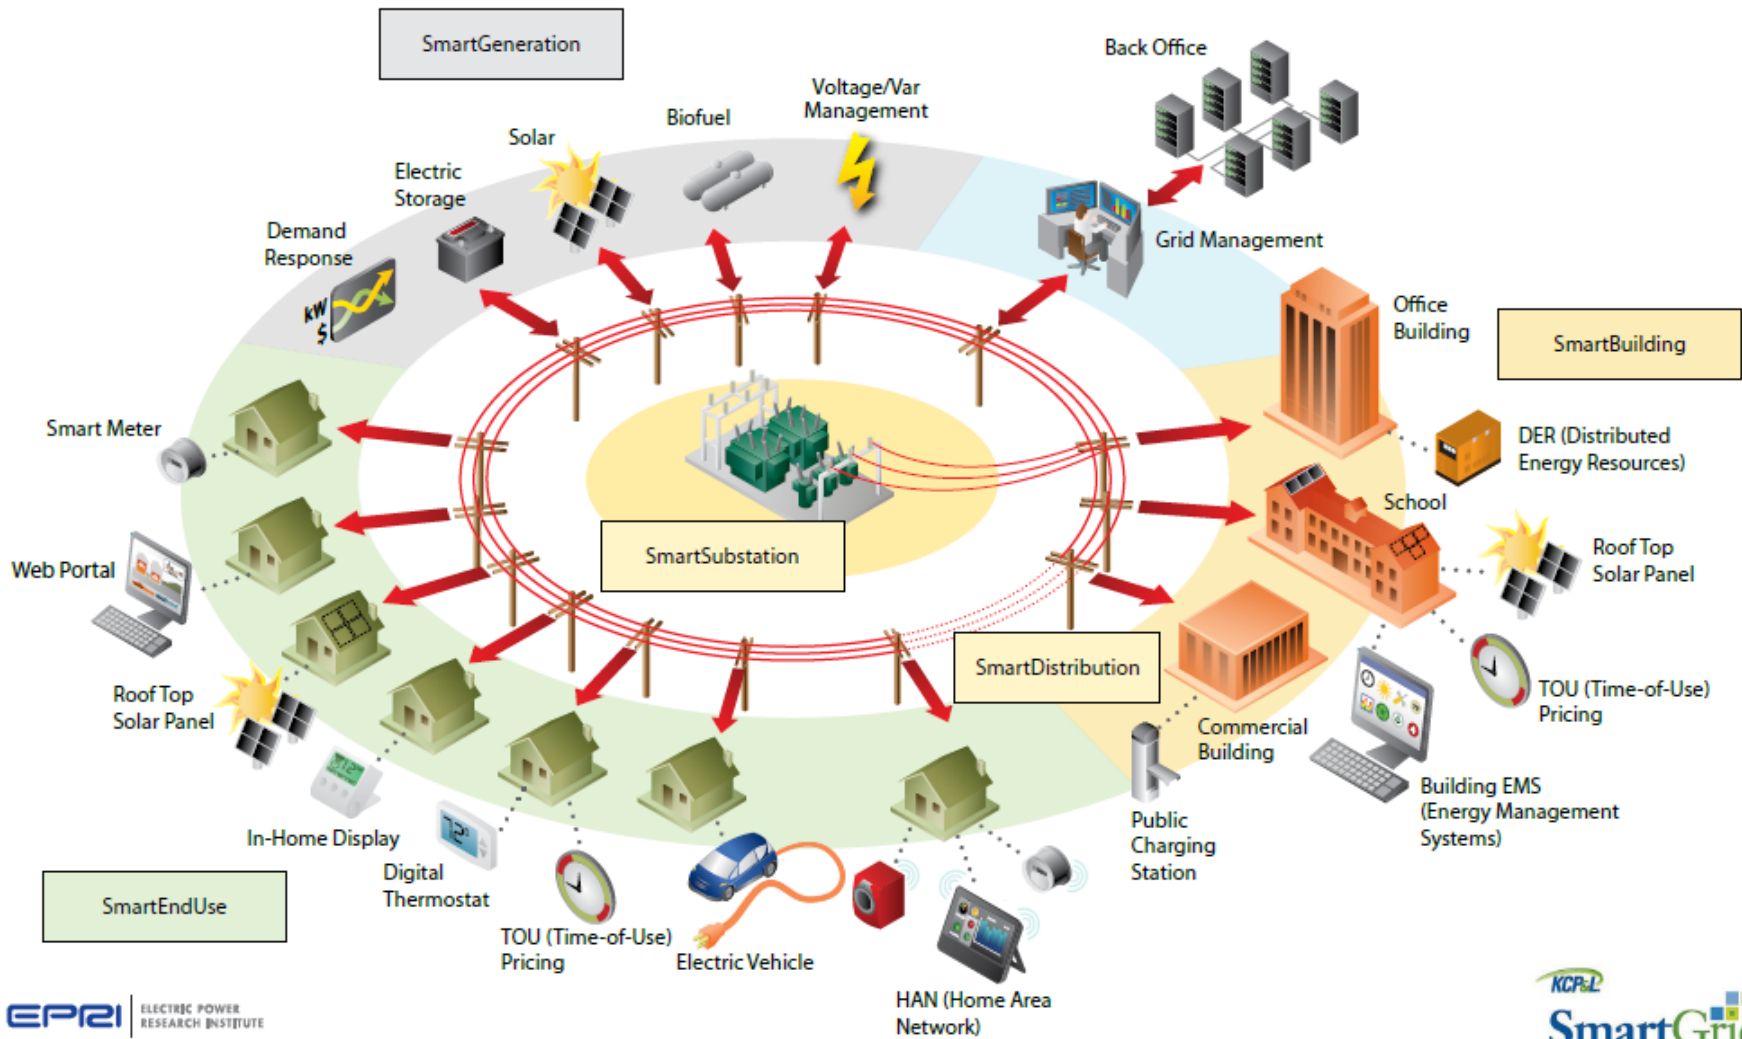 SmartGeneration
Back Office
Voltage/Var
Management
Biofuel
Solar
Electric
Storage
Demand
Response
kW
$
Grid Management
Office
Building
SmartBuilding
DER (Distributed
Energy Resources)
School
Roof Top
Solar Panel
TOU (Time-of-Use)
Pricing
Building EMS
(Energy Management
Systems)
Commercial
Building
Public
Charging
Station
SmartSubstation
SmartDistribution
Smart Meter
Web Portal
Roof Top
Solar Panel
In-Home Display
Digital
Thermostat
72°
TOU (Time-of-Use)
Pricing
Electric Vehicle
HAN (Home Area
Network)
SmartEndUse
EPRI
ELECTRIC POWER
RESEARCH INSTITUTE
KCP&L
SmartGri